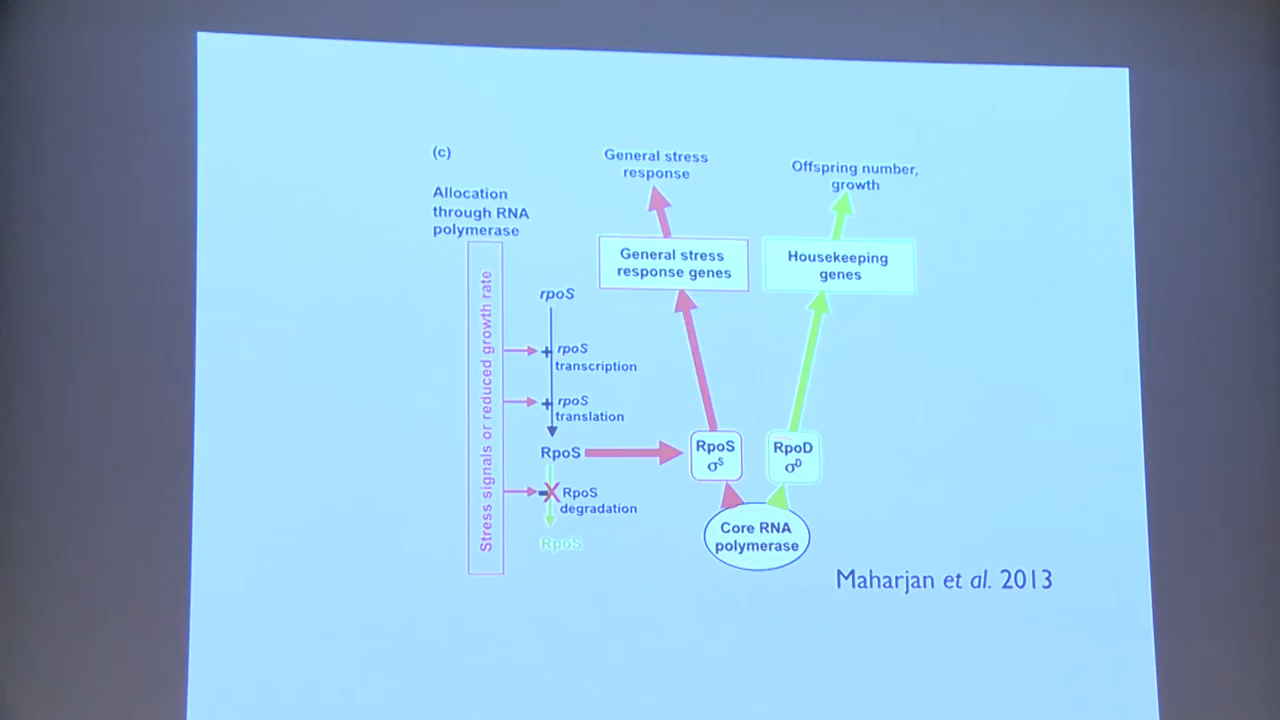 (c)
Allocation
through RNA
polymerase
Stress signals or reduced growth rate
rpoS
+ rpoS
transcription
+ rpoS
translation
RpoS
RpoS
degradation
RpoS
General stress
response
General stress
response genes
RpoS
σS
Offspring number,
growth
Housekeeping
genes
RpoD
σD
Core RNA
polymerase
Maharjan et al. 2013